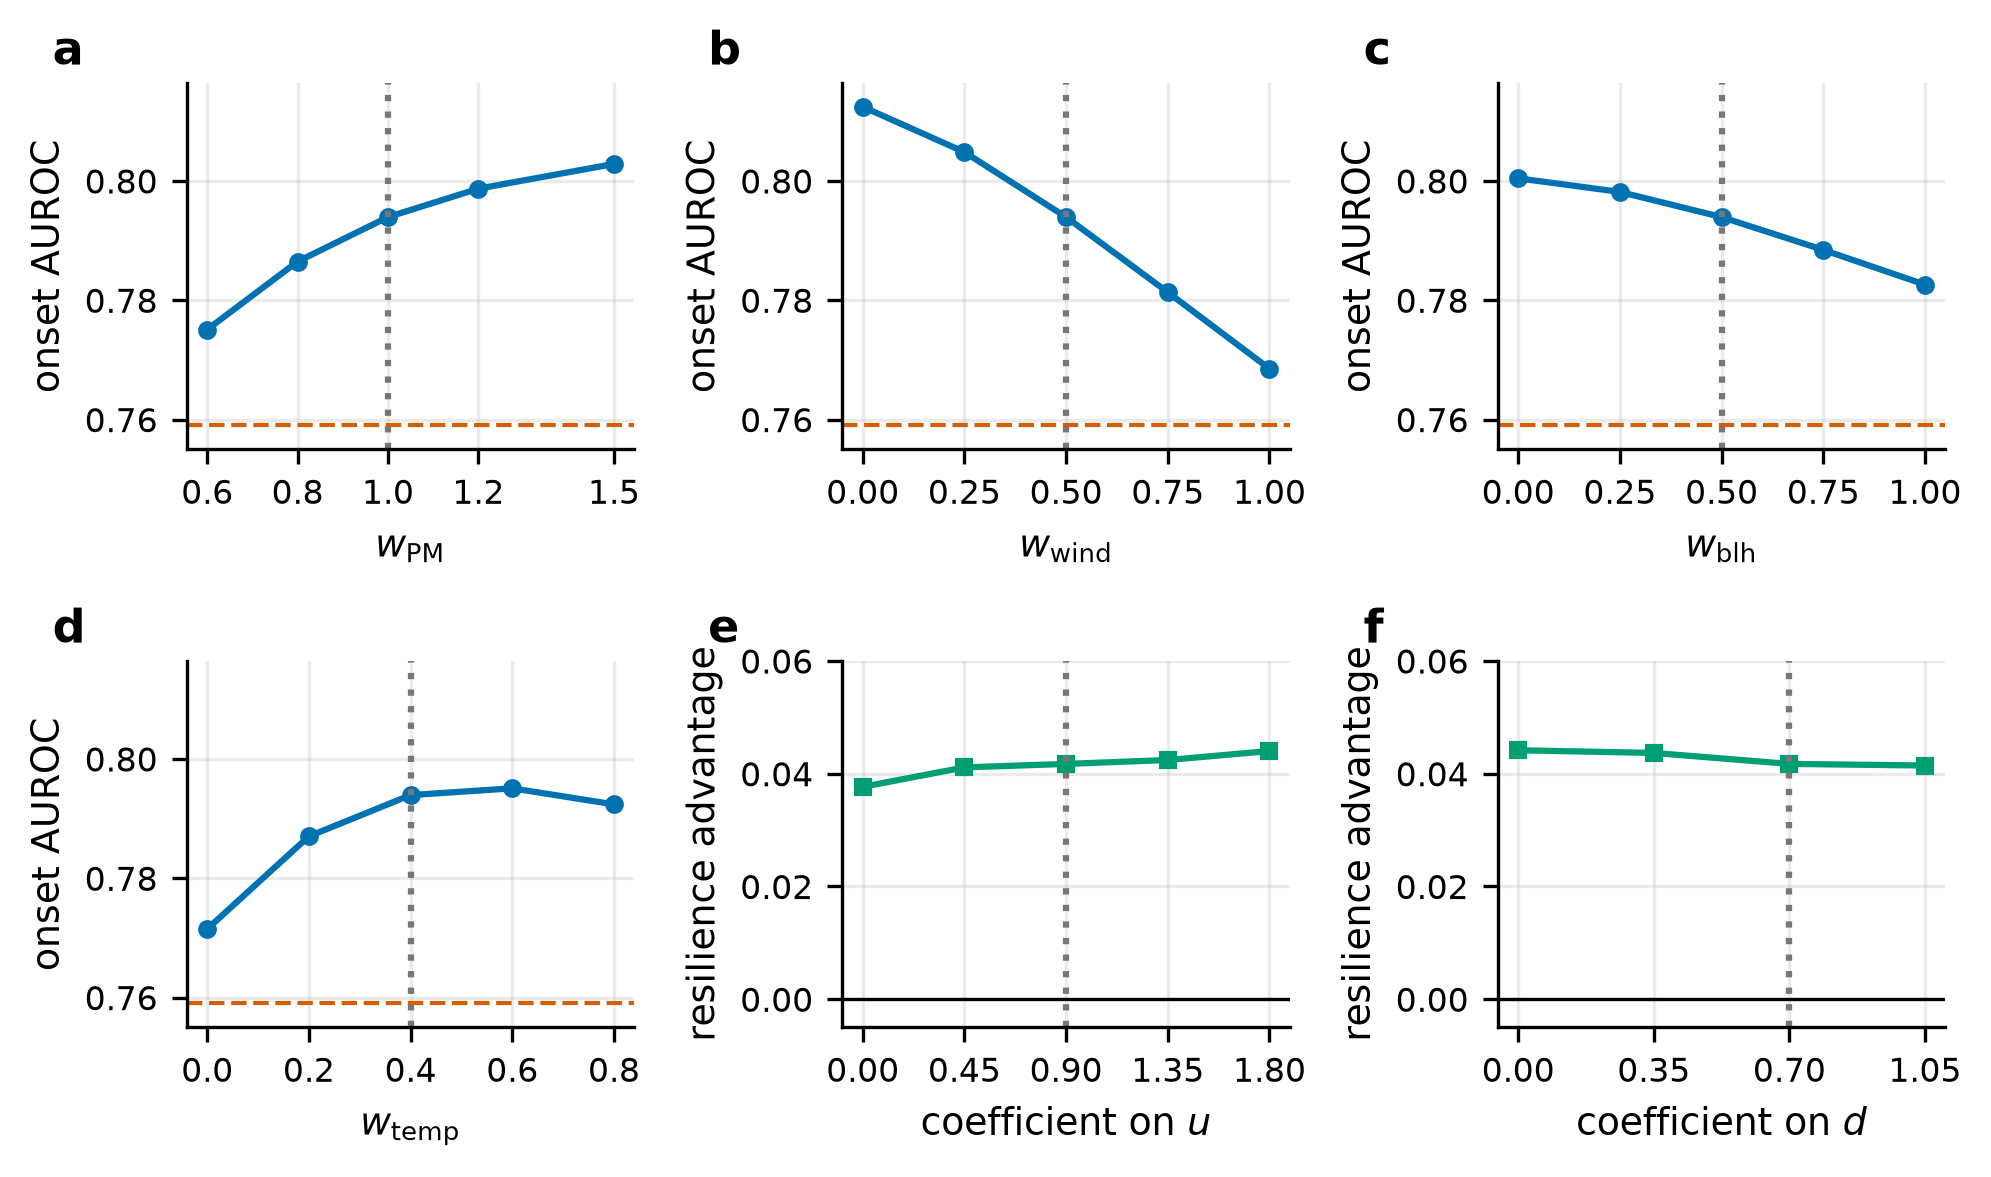 a
onset AUROC
0.80
0.78
0.76
0.6 0.8 1.0 1.2 1.5
wPM
b
onset AUROC
0.80
0.78
0.76
0.00 0.25 0.50 0.75 1.00
wwind
c
onset AUROC
0.80
0.78
0.76
0.00 0.25 0.50 0.75 1.00
wblh
d
onset AUROC
0.80
0.78
0.76
0.0 0.2 0.4 0.6 0.8
wtemp
e
resilience advantage
0.06
0.04
0.02
0.00
0.00 0.45 0.90 1.35 1.80
coefficient on u
f
resilience advantage
0.06
0.04
0.02
0.00
0.00 0.35 0.70 1.05
coefficient on d